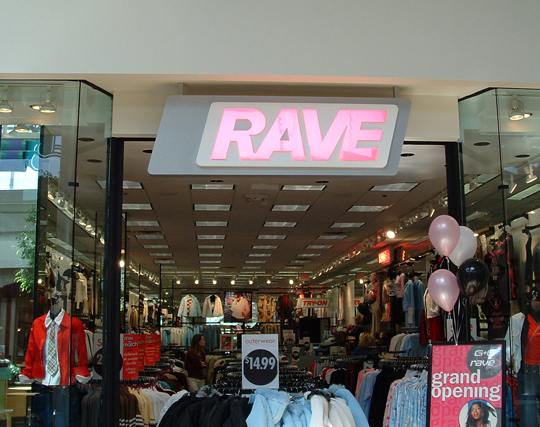 RAVE
TRY-ON
outerwear
$14.99
G+G
rave
grand
opening